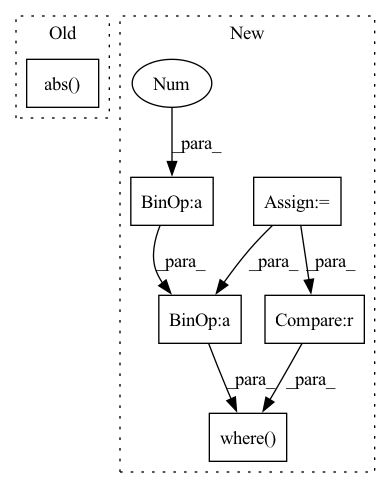 Old
New
abs()
Num
_para_
BinOp:a
Assign:=
_para_
_para_
_para_
BinOp:a
Compare:r
_para_
_para_
where()